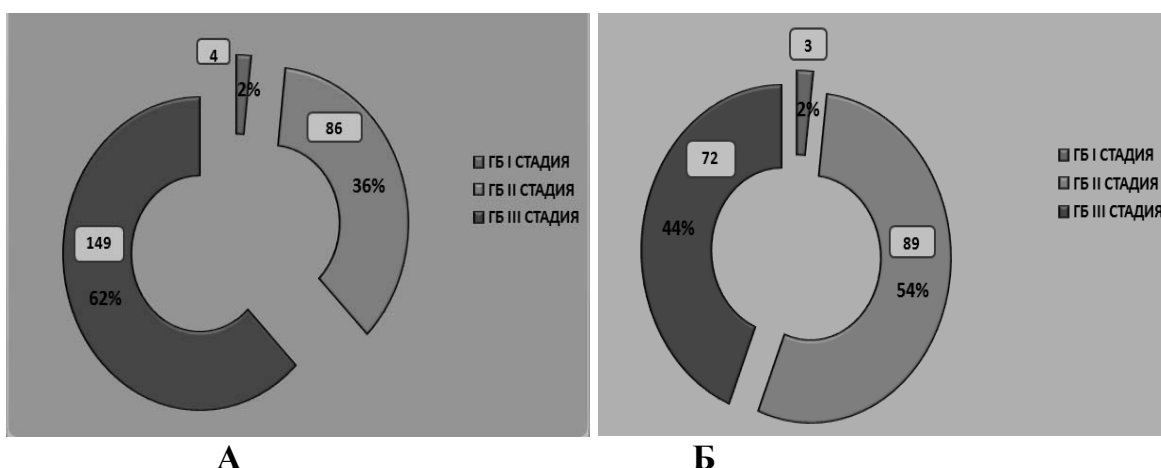 4
2%
86
36%
149
62%
ГБ I СТАДИЯ
ГБ II СТАДИЯ
ГБ III СТАДИЯ
А
3
2%
72
44%
89
54%
ГБ I СТАДИЯ
ГБ II СТАДИЯ
ГБ III СТАДИЯ
Б